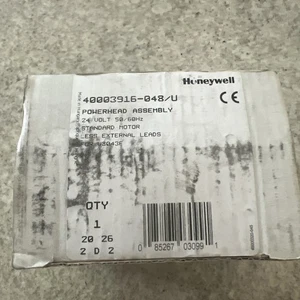 Honeywell
40003916-048/U
CE
POWERHEAD ASSEMBLY
24 VOLT 50/60Hz
STANDARD MOTOR
LESS EXTERNAL LEADS
QTY
1
20 26
2 D 2
0 85267 03099 1